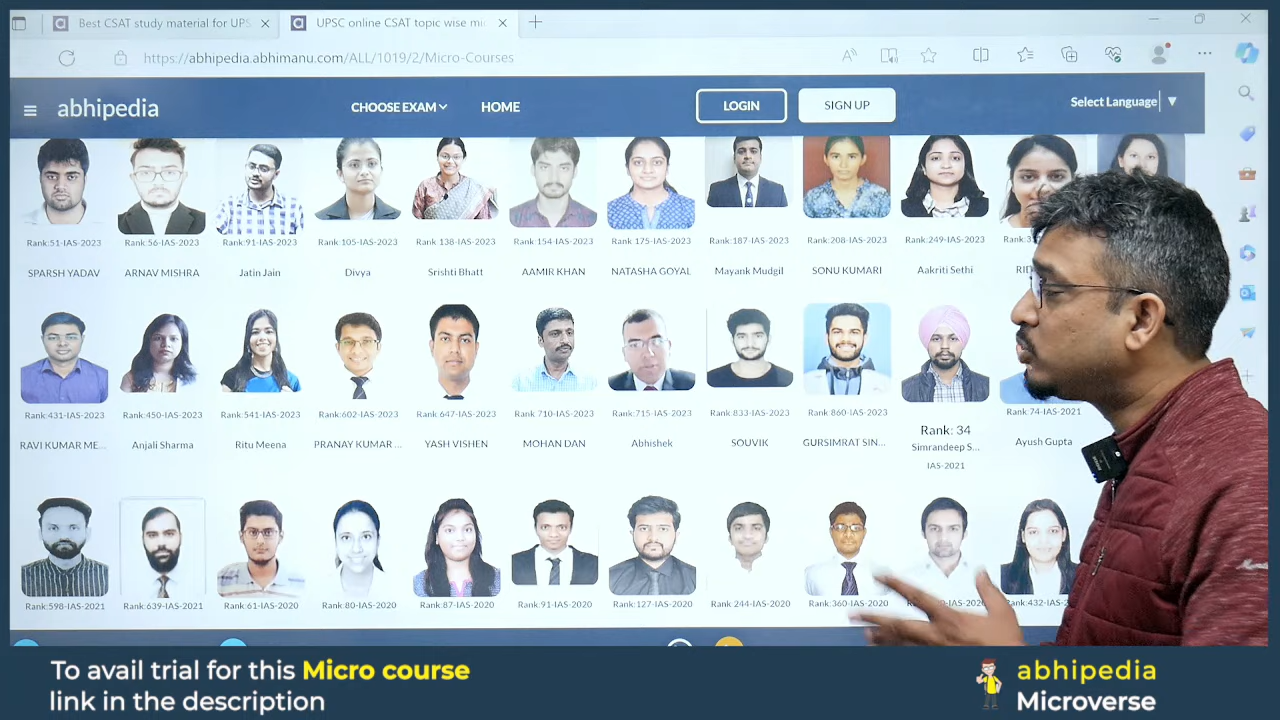 Best CSAT study material for UPS
UPSC online CSAT topic wise mi
https://abhipedia.abhimanu.com/ALL/1019/2/Micro-Courses
abhipedia
CHOOSE EXAM
HOME
LOGIN
SIGN UP
Select Language
Rank:51-IAS-2023
Rank:56-IAS-2023
Rank:91-IAS-2023
Rank 105-IAS-2023
Rank 138-IAS-2023
Rank:154-IAS-2023
Rank 175-IAS-2023
Rank:187-IAS-2023
Rank:208-IAS-2023
Rank:249-IAS-2023
SPARSH YADAV
ARNAV MISHRA
Jatin Jain
Divya
Srishti Bhatt
AAMIR KHAN
NATASHA GOYAL
Mayank Mudgil
SONU KUMARI
Aakriti Sethi
RID
Rank:431-IAS-2023
Rank:450-IAS-2023
Rank:541-IAS-2023
Rank:602-IAS-2023
Rank 647-IAS-2023
Rank 710-IAS-2023
Rank:715-IAS-2023
Rank:833-IAS-2023
Rank 860-IAS-2023
Rank: 34
Rank:74-IAS-2021
RAVI KUMAR ME...
Anjali Sharma
Ritu Meena
PRANAY KUMAR ...
YASH VISHEN
MOHAN DAN
Abhishek
SOUVIK
GURSIMRAT SIN...
Simrandeep S...
IAS-2021
Ayush Gupta
Rank:598-IAS-2021
Rank:639-IAS-2021
Rank 61-IAS-2020
Rank:80-IAS-2020
Rank:87-IAS-2020
Rank:91-IAS-2020
Rank:127-IAS-2020
Rank 244-IAS-2020
Rank:360-IAS-2020
To avail trial for this Micro course
link in the description
abhipedia
Microverse